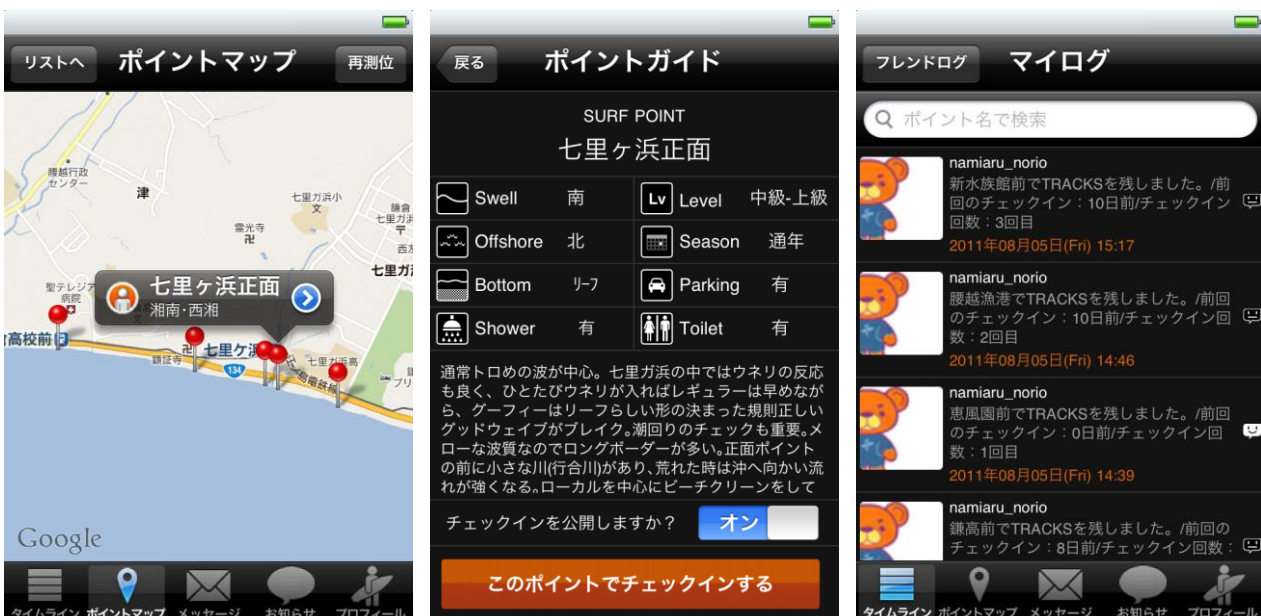 リストへ
ポイントマップ
再測位
腰越行政
センター
津
七里ガ浜小
文
鎌倉
七里ガ浜
霊光寺
卍
七里ガ
聖テレジア
病院
七里ヶ浜正面
湘南・西湘
高校前
七里ケ浜
顕証寺
134
江ノ島電鉄線
七里ガ浜高
プリ
Google
タイムライン
ポイントマップ
メッセージ
お知らせ
プロフィール
戻る
ポイントガイド
SURF POINT
七里ヶ浜正面
Swell 南
Lv Level 中級-上級
Offshore 北
Season 通年
Bottom リーフ
Parking 有
Shower 有
Toilet 有
通常トロめの波が中心。七里ガ浜の中ではウネリの反応
も良く、ひとたびウネリが入ればレギュラーは早めなが
ら、グーフィーはリーフらしい形の決まった規則正しい
グッドウェイブがブレイク。潮回りのチェックも重要。メ
ローな波質なのでロングボーダーが多い。正面ポイント
の前に小さな川(行合川)があり、荒れた時は沖へ向かい流
れが強くなる。ローカルを中心にビーチクリーンをして
チェックインを公開しますか？
オン
このポイントでチェックインする
フレンドログ
マイログ
ポイント名で検索
namiaru_norio
新水族館前でTRACKSを残しました。/前
回のチェックイン：10日前/チェックイン
回数：3回目
2011年08月05日(Fri) 15:17
namiaru_norio
腰越漁港でTRACKSを残しました。/前回
のチェックイン：10日前/チェックイン回
数：2回目
2011年08月05日(Fri) 14:46
namiaru_norio
恵風園前でTRACKSを残しました。/前回
のチェックイン：0日前/チェックイン回
数：1回目
2011年08月05日(Fri) 14:39
namiaru_norio
鎌高前でTRACKSを残しました。/前回の
チェックイン：8日前/チェックイン回数：
タイムライン
ポイントマップ
メッセージ
お知らせ
プロフィール